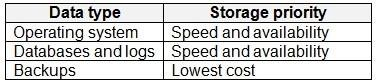 Data type Storage priority
Operating system Speed and availability
Databases and logs Speed and availability
Backups Lowest cost